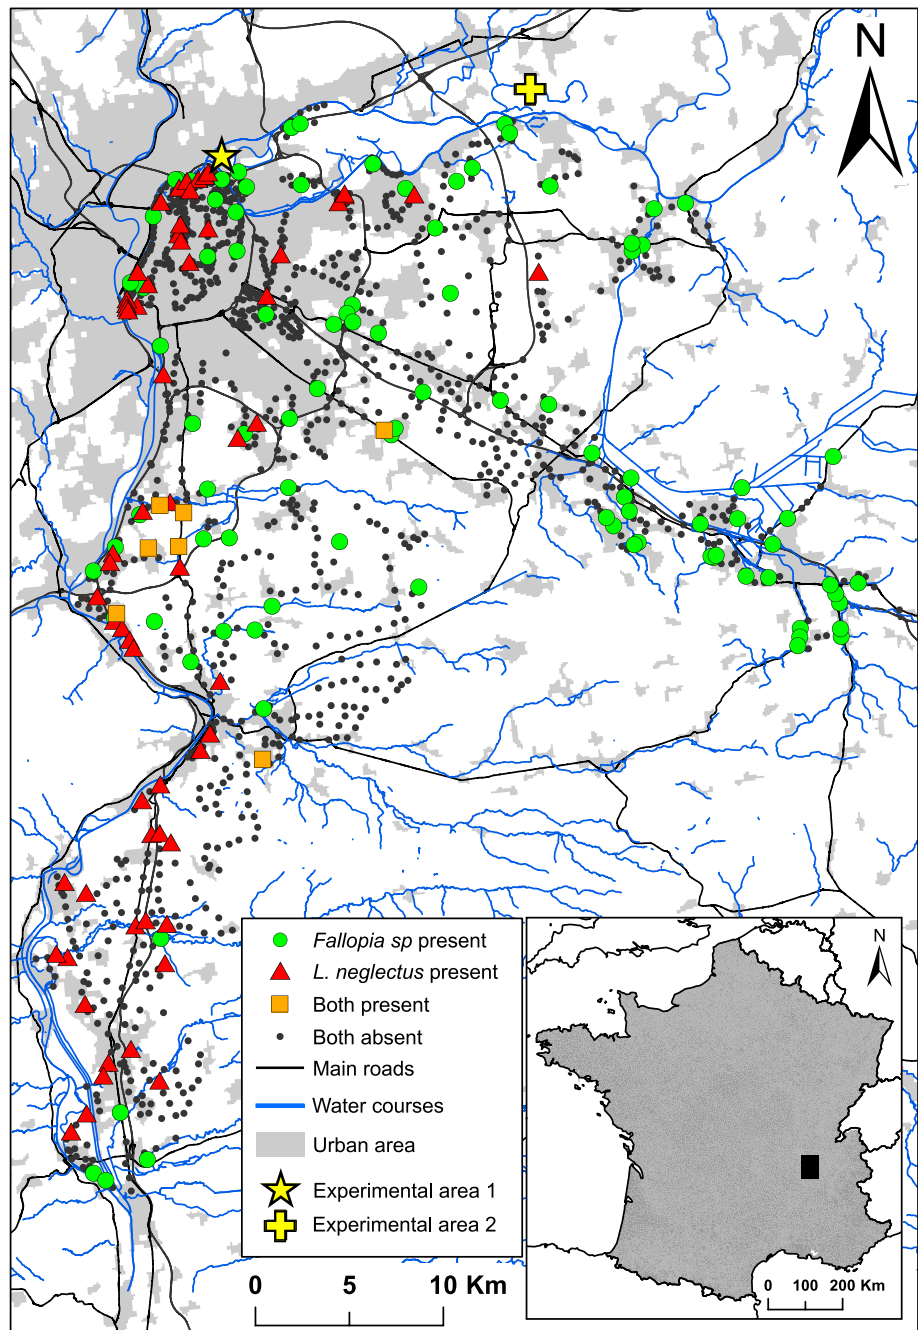 N
Fallopia sp present
L. neglectus present
Both present
Both absent
Main roads
Water courses
Urban area
Experimental area 1
Experimental area 2
0 5 10 Km
N
0 100 200 Km